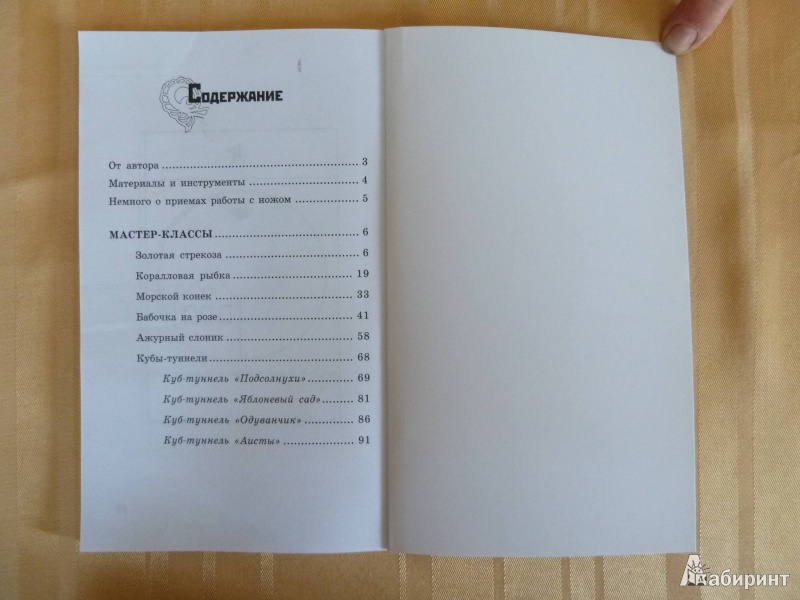 Содержание
От автора ........ 3
Материалы и инструменты ........ 4
Немного о приемах работы с ножом ........ 5
МАСТЕР-КЛАССЫ ........ 6
Золотая стрекоза ........ 6
Коралловая рыбка ........ 19
Морской конек ........ 33
Бабочка на розе ........ 41
Ажурный слоник ........ 58
Кубы-туннели ........ 68
Куб-туннель «Подсолнухи» ........ 69
Куб-туннель «Яблоневый сад» ........ 81
Куб-туннель «Одуванчик» ........ 86
Куб-туннель «Аисты» ........ 91
Лабиринт